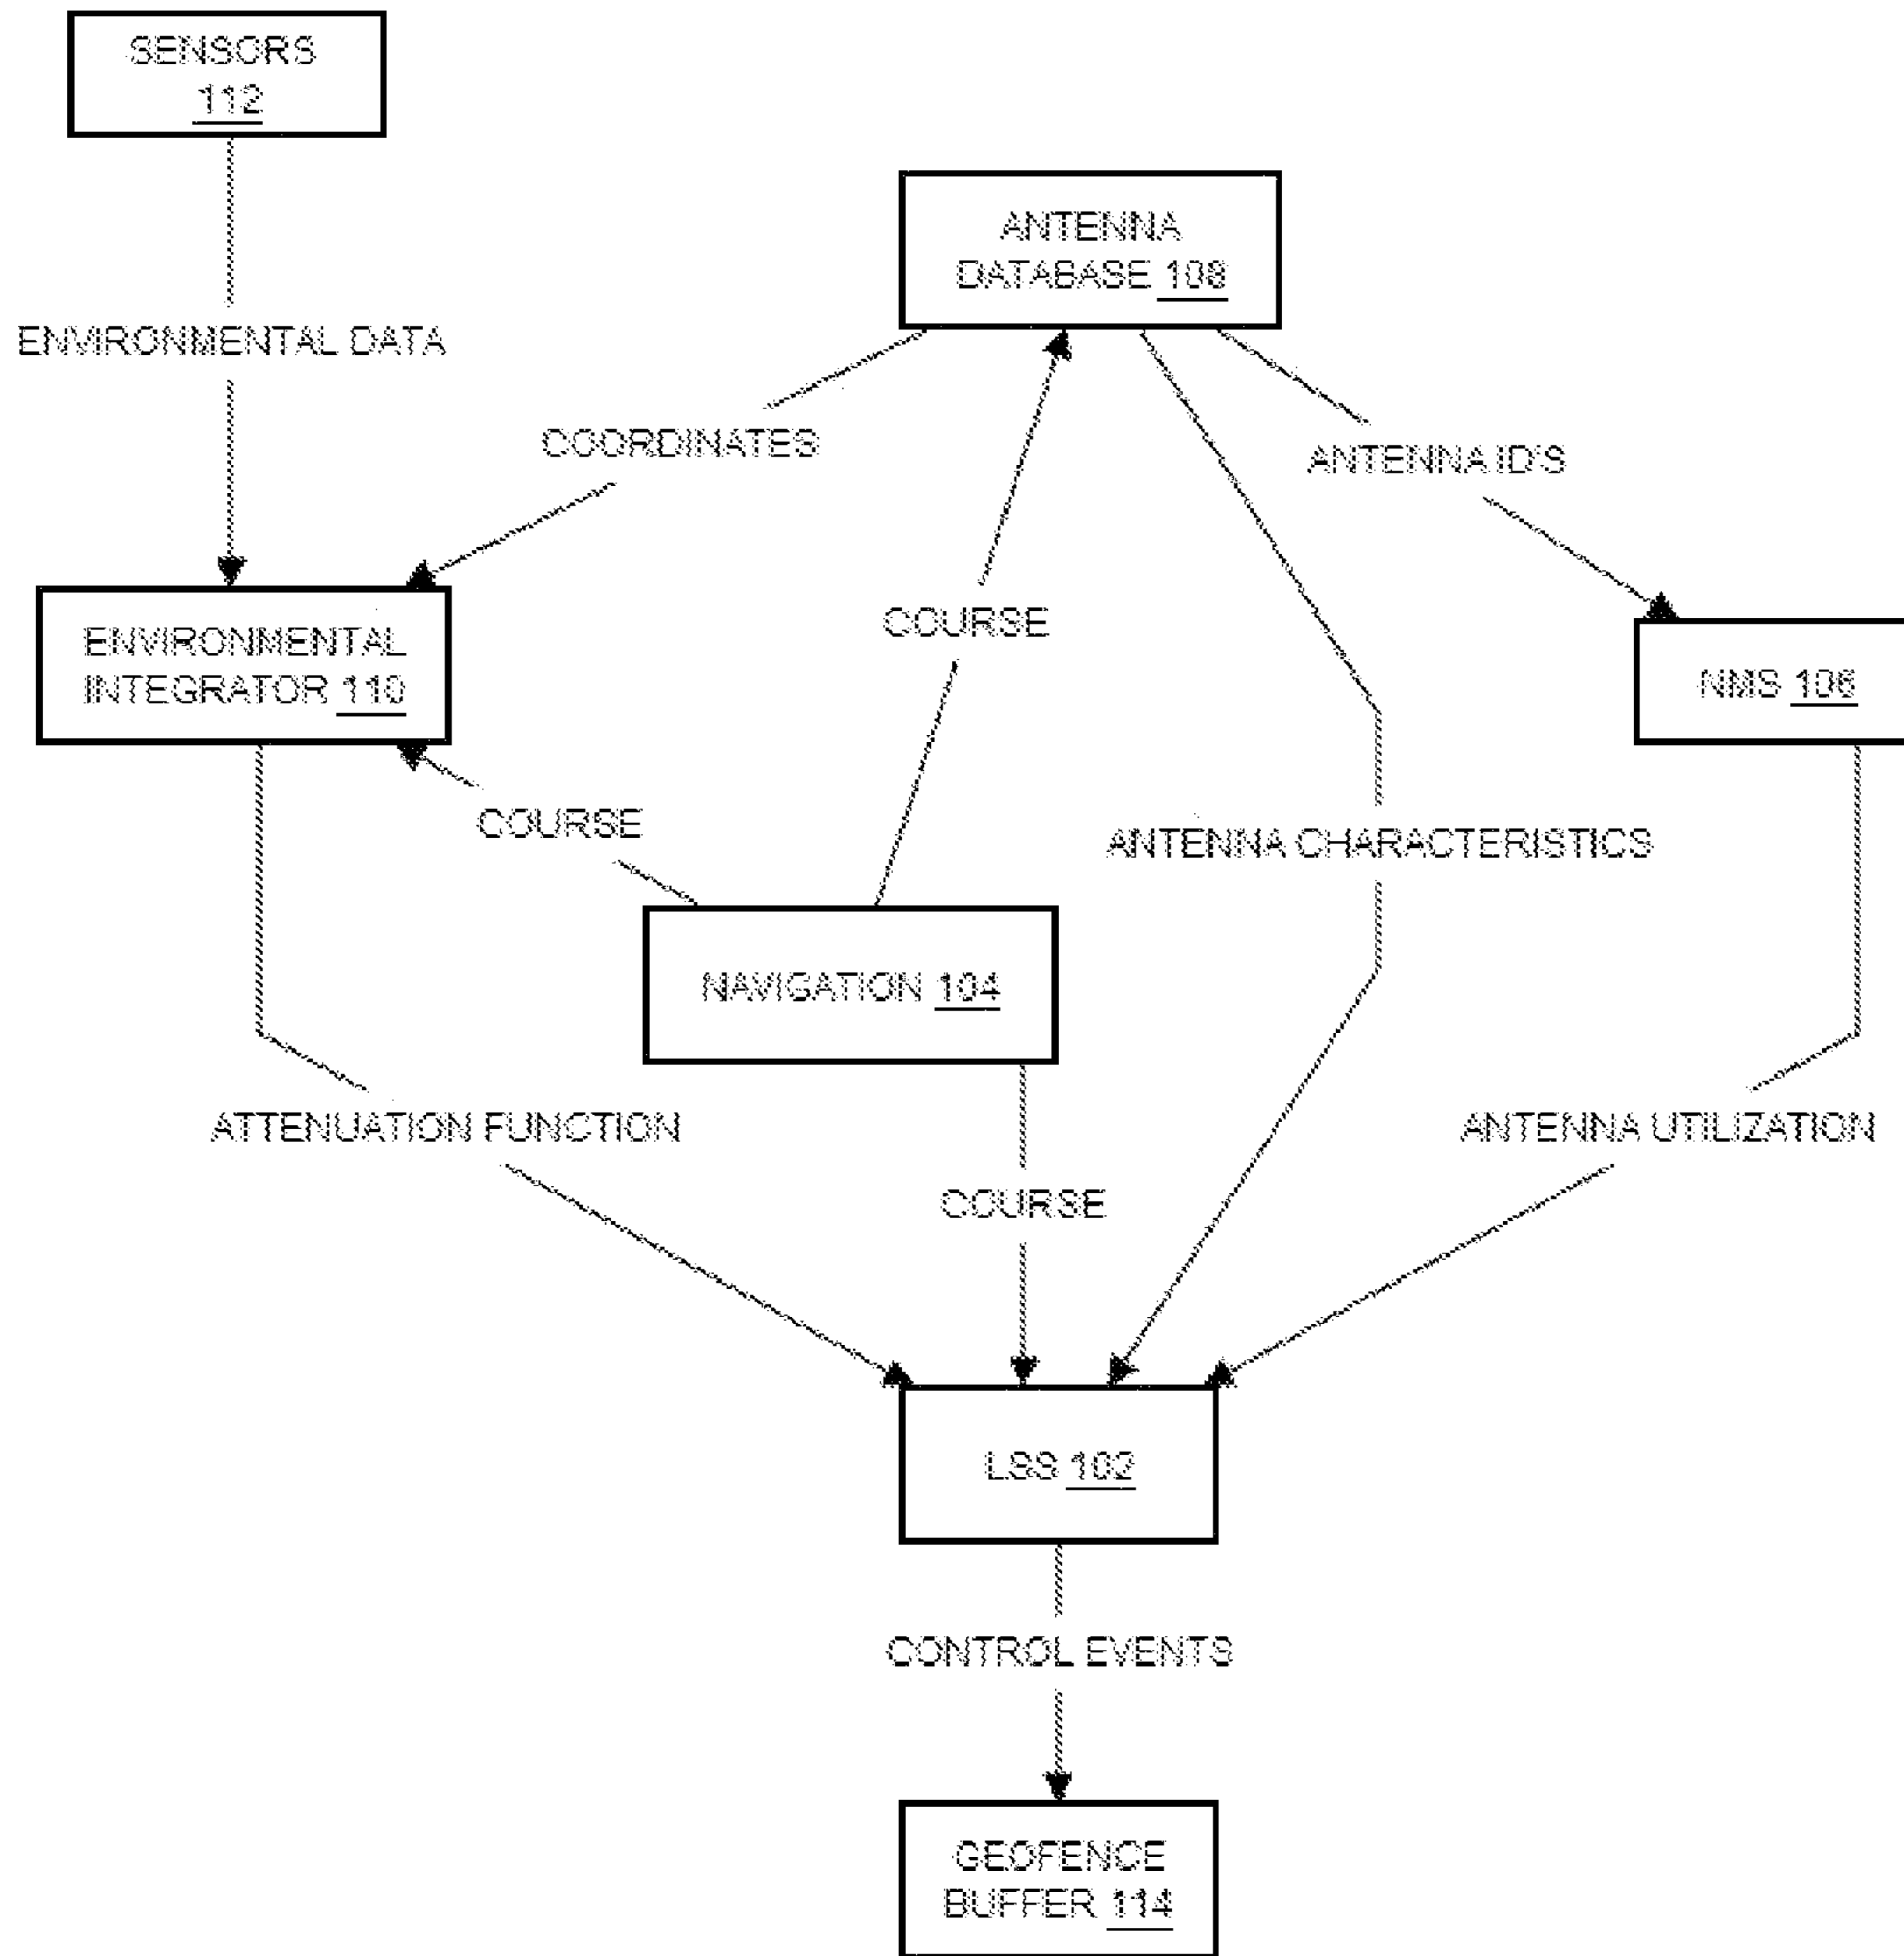 SENSORS
112
ANTENNA
DATABASE 108
ENVIRONMENTAL DATA
COORDINATES
ANTENNA ID'S
ENVIRONMENTAL
INTEGRATOR 110
COURSE
NMS 106
COURSE
ANTENNA CHARACTERISTICS
NAVIGATION 104
ATTENUATION FUNCTION
ANTENNA UTILIZATION
COURSE
LSS 102
CONTROL EVENTS
GEOFENCE
BUFFER 114